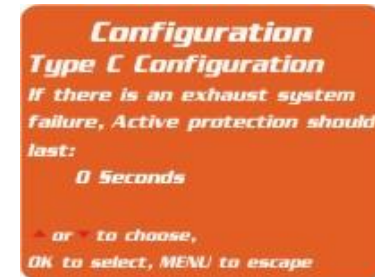 Configuration
Type C Configuration
If there is an exhaust system
failure, Active protection should
last:
0 Seconds
▲ or ▼ to choose,
OK to select, MENU to escape